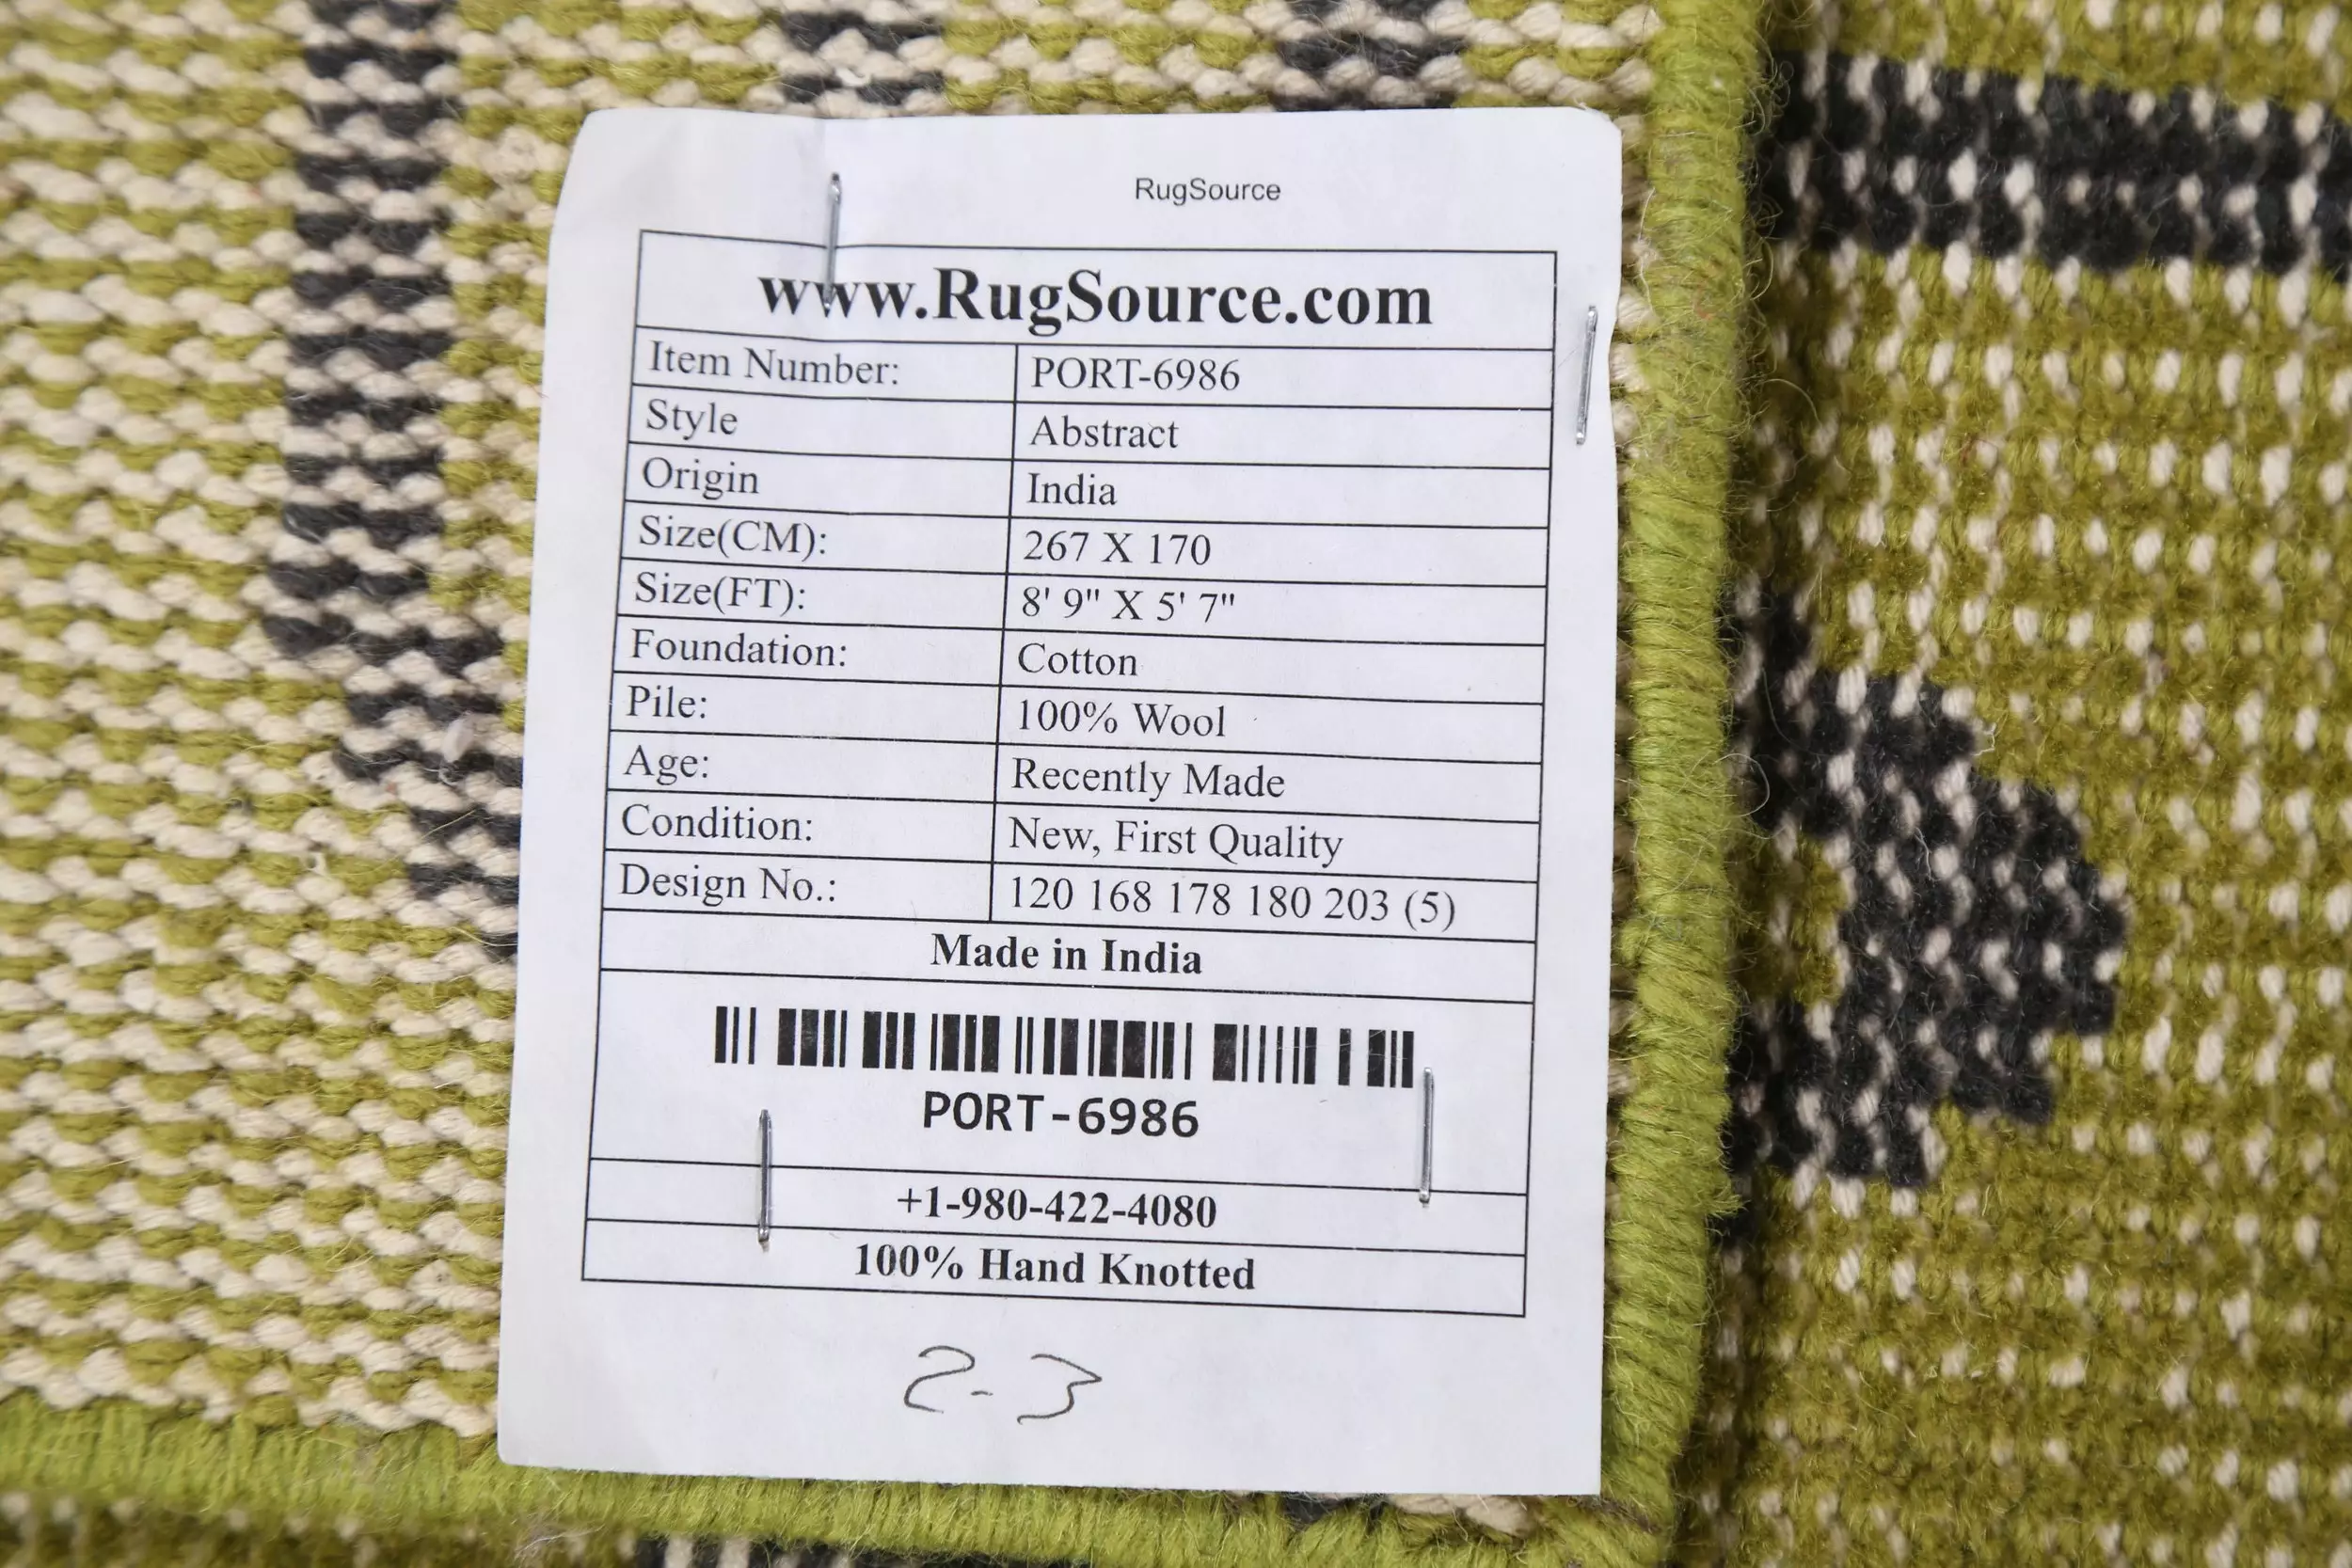 RugSource
www.RugSource.com
Item Number: PORT-6986
Style Abstract
Origin India
Size(CM): 267 X 170
Size(FT): 8' 9" X 5' 7"
Foundation: Cotton
Pile: 100% Wool
Age: Recently Made
Condition: New, First Quality
Design No.: 120 168 178 180 203 (5)
Made in India
PORT-6986
+1-980-422-4080
100% Hand Knotted
2-3